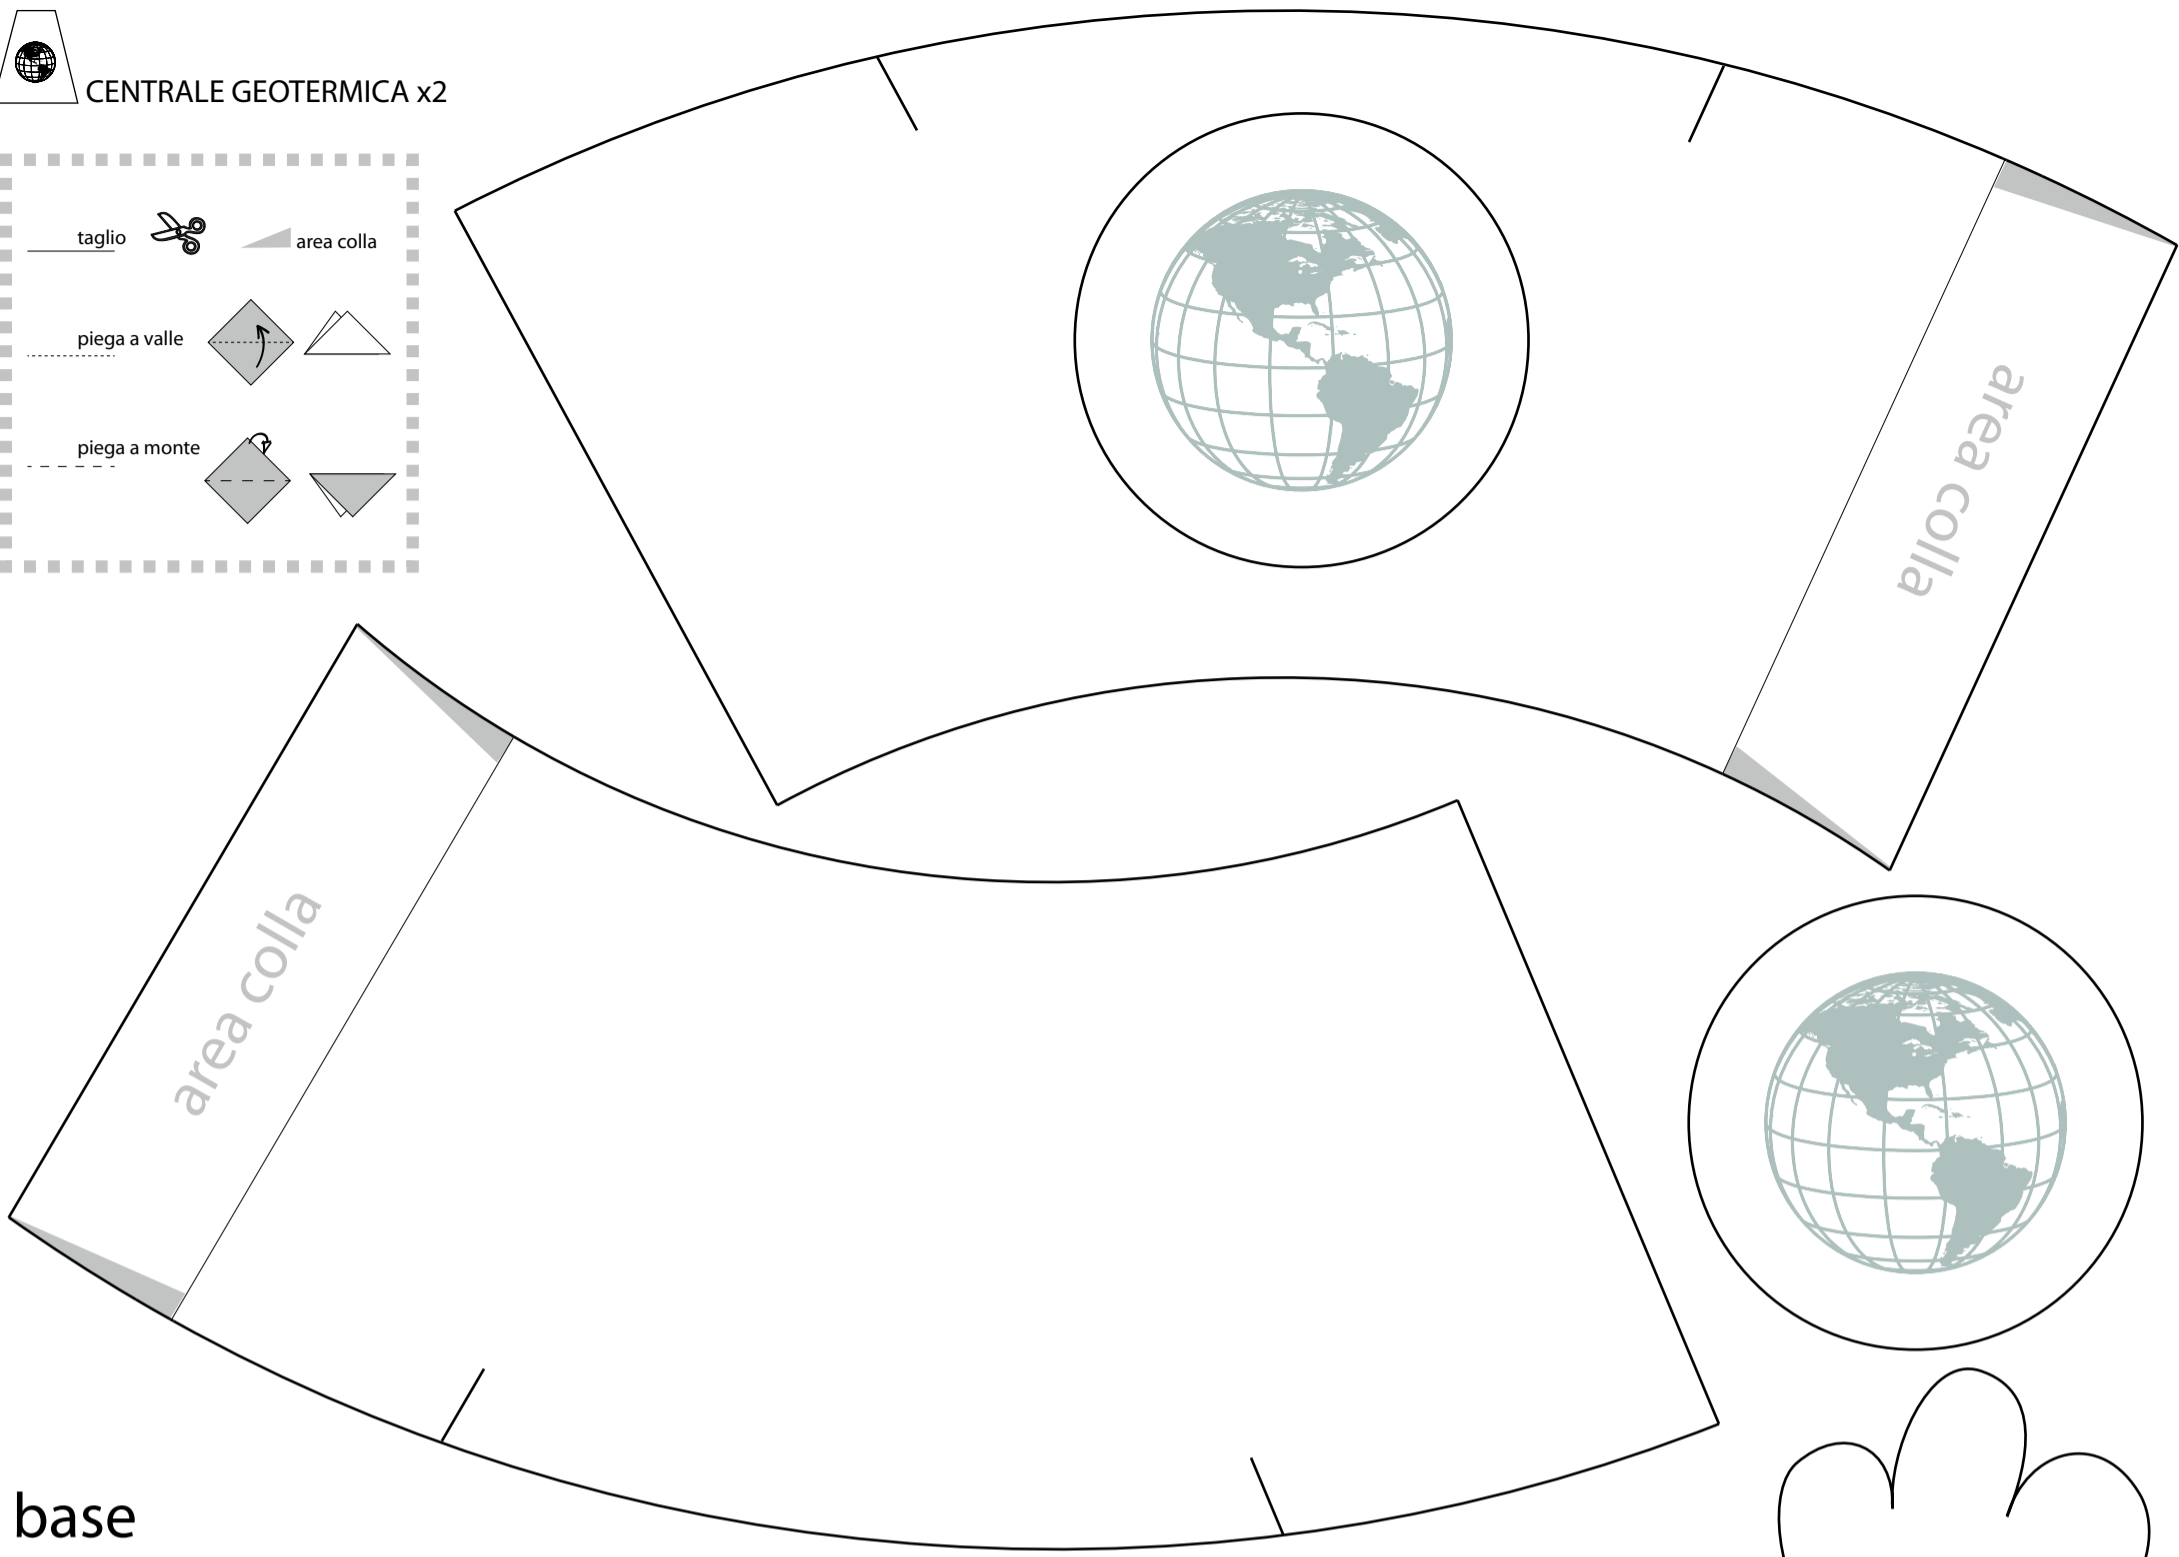 CENTRALE GEOTERMICA x2
taglio
area colla
piega a valle
piega a monte
area colla
area colla
base